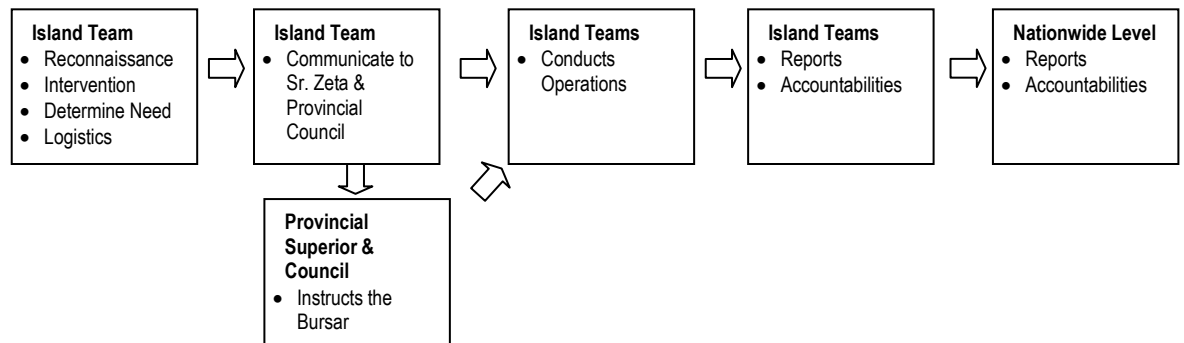 Island Team
• Reconnaissance
• Intervention
• Determine Need
• Logistics
Island Team
• Communicate to
Sr. Zeta &
Provincial
Council
Provincial
Superior &
Council
• Instructs the
Bursar
Island Teams
• Conducts
Operations
Island Teams
• Reports
• Accountabilities
Nationwide Level
• Reports
• Accountabilities